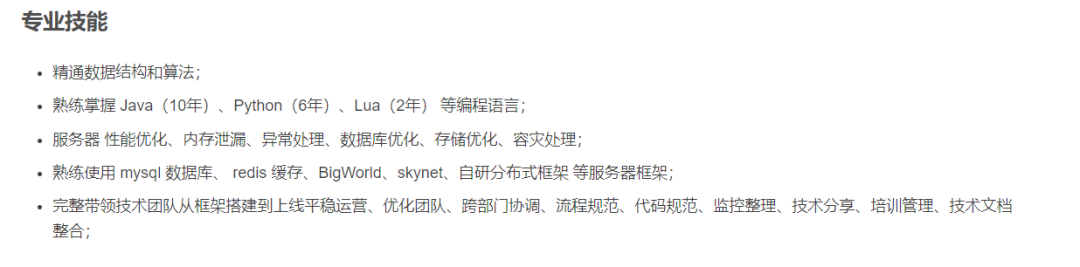 专业技能
• 精通数据结构和算法；
• 熟练掌握 Java（10年）、Python（6年）、Lua（2年） 等编程语言；
• 服务器 性能优化、内存泄漏、异常处理、数据库优化、存储优化、容灾处理；
• 熟练使用 mysql 数据库、 redis 缓存、BigWorld、skynet、自研分布式框架 等服务器框架；
• 完整带领技术团队从框架搭建到上线平稳运营、优化团队、跨部门协调、流程规范、代码规范、监控整理、技术分享、培训管理、技术文档
整合；